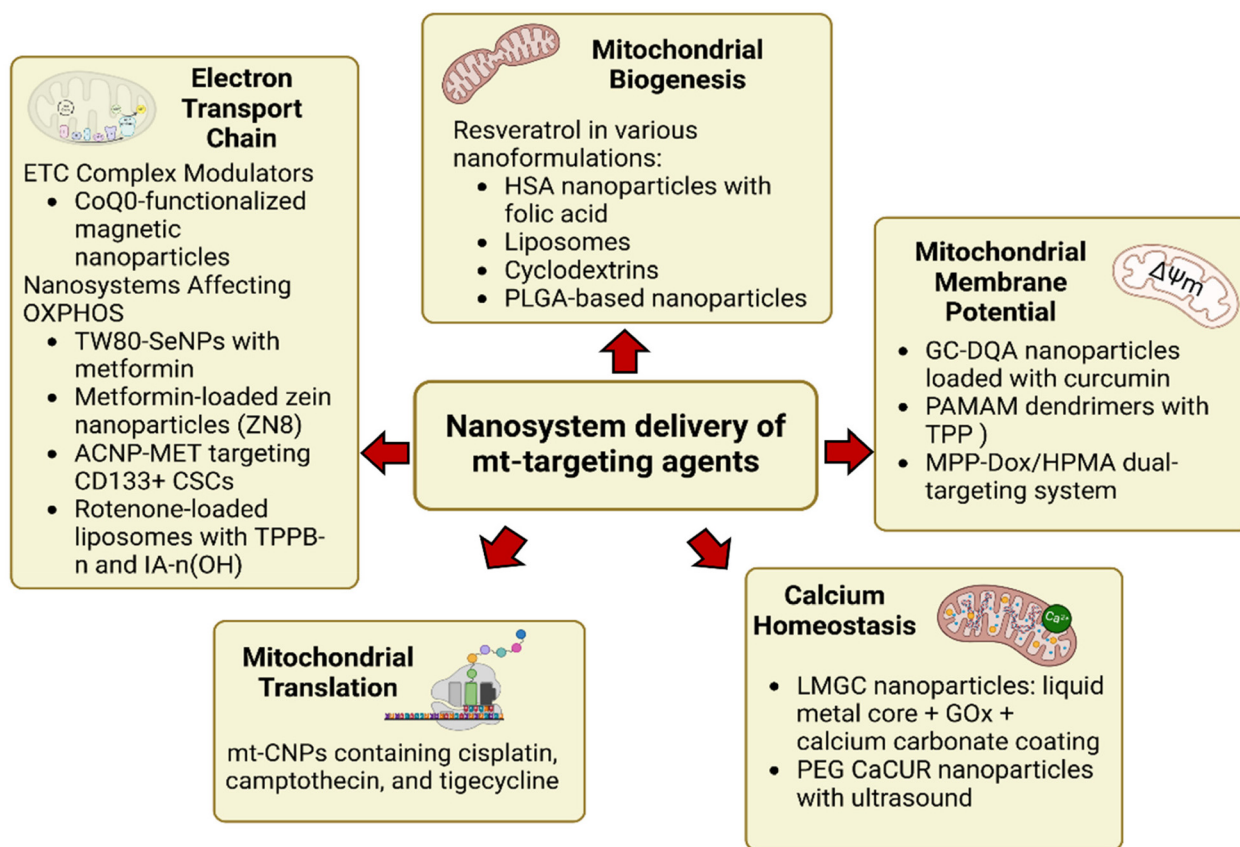 Electron
Transport
Chain
ETC Complex Modulators
• CoQ0-functionalized
magnetic
nanoparticles
Nanosystems Affecting
OXPHOS
• TW80-SeNPs with
metformin
• Metformin-loaded zein
nanoparticles (ZN8)
• ACNP-MET targeting
CD133+ CSCs
• Rotenone-loaded
liposomes with TPPB-
n and IA-n(OH)
Mitochondrial
Biogenesis
Resveratrol in various
nanoformulations:
• HSA nanoparticles with
folic acid
• Liposomes
• Cyclodextrins
• PLGA-based nanoparticles
Mitochondrial
Membrane
Potential
ΔΨm
• GC-DQA nanoparticles
loaded with curcumin
• PAMAM dendrimers with
TPP )
• MPP-Dox/HPMA dual-
targeting system
Nanosystem delivery of
mt-targeting agents
Mitochondrial
Translation
mt-CNPs containing cisplatin,
camptothecin, and tigecycline
Calcium
Homeostasis
Ca²⁺
• LMGC nanoparticles: liquid
metal core + GOx +
calcium carbonate coating
• PEG CaCUR nanoparticles
with ultrasound